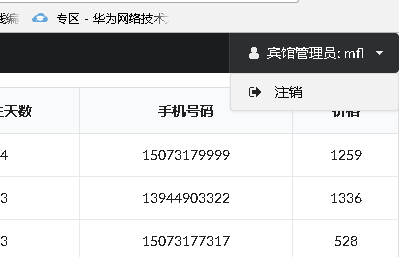 专区 - 华为网络技术
宾馆管理员: mfl
注销
天数 手机号码 价格
4 15073179999 1259
3 13944903322 1336
3 15073177317 528